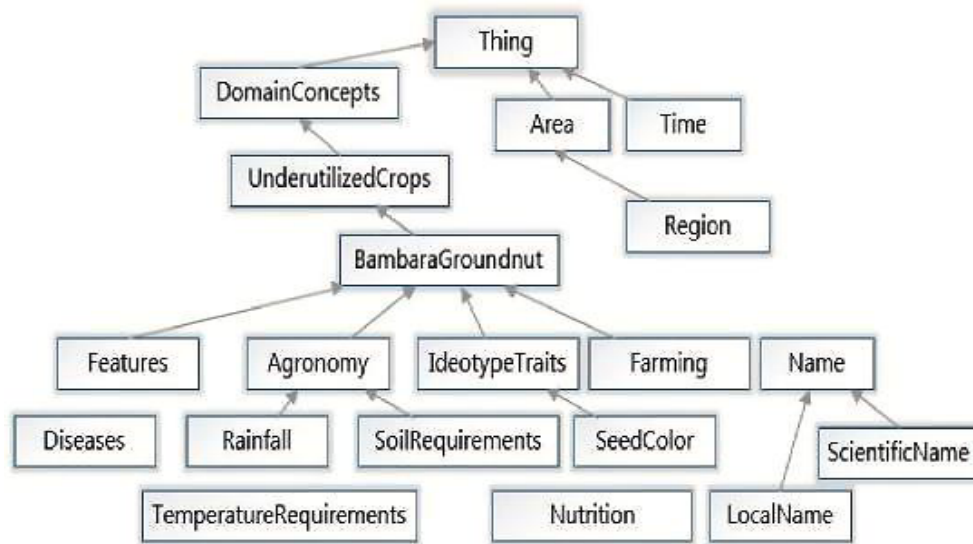 Thing
DomainConcepts
Area
Time
UnderutilizedCrops
Region
BambaraGroundnut
Features
Agronomy
IdeotypeTraits
Farming
Name
Diseases
Rainfall
SoilRequirements
SeedColor
ScientificName
TemperatureRequirements
Nutrition
LocalName